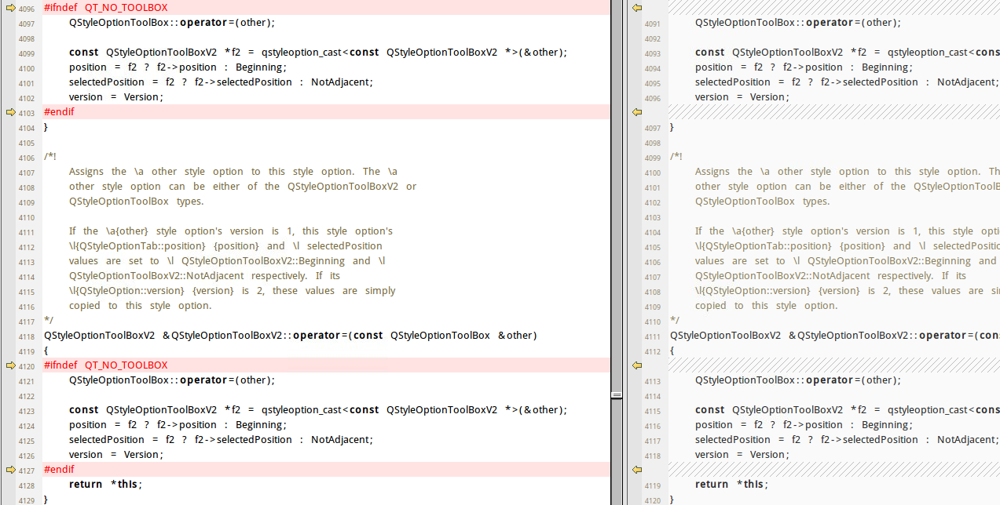 4096 #ifndef QT_NO_TOOLBOX
4097 QStyleOptionToolBox::operator=(other);
4098
4099 const QStyleOptionToolBoxV2 *f2 = qstyleoption_cast<const QStyleOptionToolBoxV2 *>(&other);
4100 position = f2 ? f2->position : Beginning;
4101 selectedPosition = f2 ? f2->selectedPosition : NotAdjacent;
4102 version = Version;
4103 #endif
4104 }
4105
4106 /*!
4107 Assigns the \a other style option to this style option. The \a
4108 other style option can be either of the QStyleOptionToolBoxV2 or
4109 QStyleOptionToolBox types.
4110
4111 If the \a{other} style option's version is 1, this style option's
4112 \l{QStyleOptionTab::position} {position} and \l selectedPosition
4113 values are set to \l QStyleOptionToolBoxV2::Beginning and \l
4114 QStyleOptionToolBoxV2::NotAdjacent respectively. If its
4115 \l{QStyleOption::version} {version} is 2, these values are simply
4116 copied to this style option.
4117 */
4118 QStyleOptionToolBoxV2 &QStyleOptionToolBoxV2::operator=(const QStyleOptionToolBox &other)
4119 {
4120 #ifndef QT_NO_TOOLBOX
4121 QStyleOptionToolBox::operator=(other);
4122
4123 const QStyleOptionToolBoxV2 *f2 = qstyleoption_cast<const QStyleOptionToolBoxV2 *>(&other);
4124 position = f2 ? f2->position : Beginning;
4125 selectedPosition = f2 ? f2->selectedPosition : NotAdjacent;
4126 version = Version;
4127 #endif
4128 return *this;
4129 }
4091 QStyleOptionToolBox::operator=(other);
4092
4093 const QStyleOptionToolBoxV2 *f2 = qstyleoption_cast<cons
4094 position = f2 ? f2->position : Beginning;
4095 selectedPosition = f2 ? f2->selectedPosition : NotAdjacent;
4096 version = Version;
4097 }
4098
4099 /*!
4100 Assigns the \a other style option to this style option. Th
4101 other style option can be either of the QStyleOptionToolB
4102 QStyleOptionToolBox types.
4103
4104 If the \a{other} style option's version is 1, this style opti
4105 \l{QStyleOptionTab::position} {position} and \l selectedPositio
4106 values are set to \l QStyleOptionToolBoxV2::Beginning and
4107 QStyleOptionToolBoxV2::NotAdjacent respectively. If its
4108 \l{QStyleOption::version} {version} is 2, these values are si
4109 copied to this style option.
4110 */
4111 QStyleOptionToolBoxV2 &QStyleOptionToolBoxV2::operator=(con
4112 {
4113 QStyleOptionToolBox::operator=(other);
4114
4115 const QStyleOptionToolBoxV2 *f2 = qstyleoption_cast<cons
4116 position = f2 ? f2->position : Beginning;
4117 selectedPosition = f2 ? f2->selectedPosition : NotAdjacent;
4118 version = Version;
4119 return *this;
4120 }